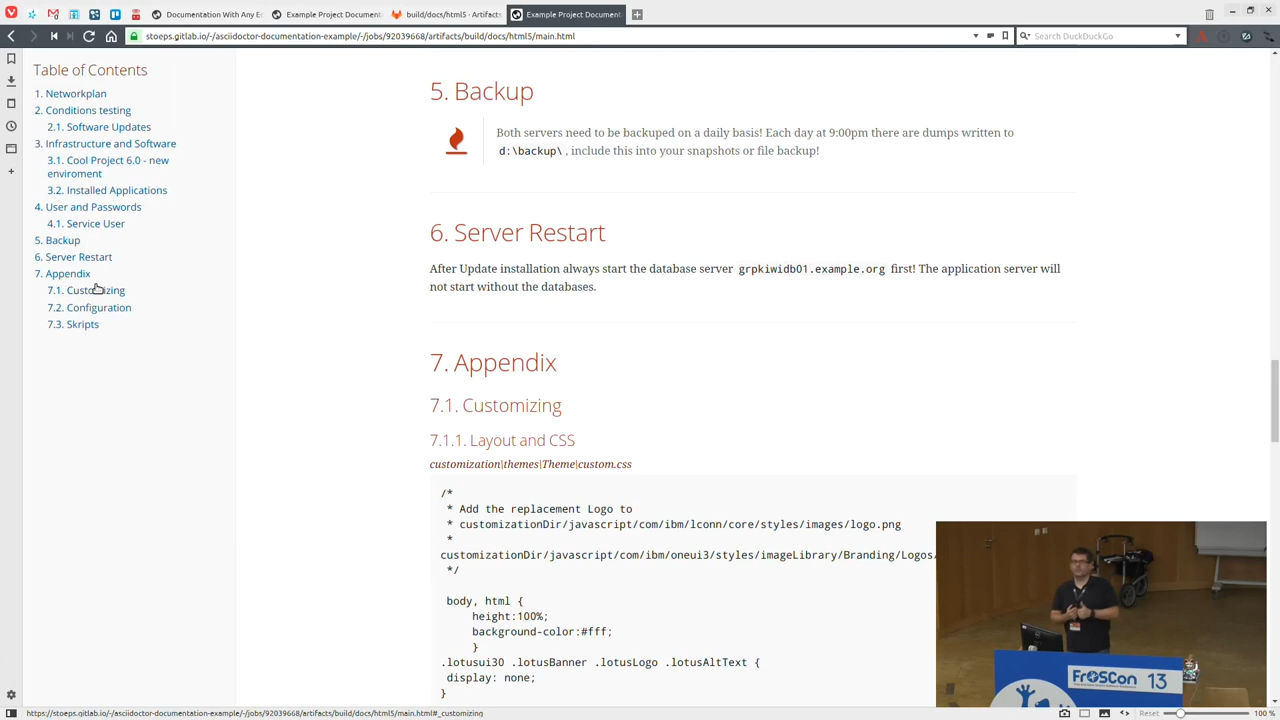 Documentation With Any E
Example Project Documen
build/docs/html5 · Artifacts
Example Project Document
stoeps.gitlab.io/-/asciidoctor-documentation-example/-/jobs/92039668/artifacts/build/docs/html5/main.html
Search DuckDuckGo
Table of Contents
1. Networkplan
2. Conditions testing
2.1. Software Updates
3. Infrastructure and Software
3.1. Cool Project 6.0 - new
enviroment
3.2. Installed Applications
4. User and Passwords
4.1. Service User
5. Backup
6. Server Restart
7. Appendix
7.1. Customizing
7.2. Configuration
7.3. Skripts
5. Backup
Both servers need to be backuped on a daily basis! Each day at 9:00pm there are dumps written to
d:\backup\ , include this into your snapshots or file backup!
6. Server Restart
After Update installation always start the database server grpkiwidb01.example.org first! The application server will
not start without the databases.
7. Appendix
7.1. Customizing
7.1.1. Layout and CSS
customization\themes\Theme\custom.css
/*
* Add the replacement Logo to
* customizationDir/javascript/com/ibm/lconn/core/styles/images/logo.png
*
customizationDir/javascript/com/ibm/oneui3/styles/imageLibrary/Branding/Logos/
*/
body, html {
height:100%;
background-color:#fff;
}
.lotusui30 .lotusBanner .lotusLogo .lotusAltText {
display: none;
}
FrOSCon 13
https://stoeps.gitlab.io/-/asciidoctor-documentation-example/-/jobs/92039668/artifacts/build/docs/html5/main.html#_customizing
Reset
100 %